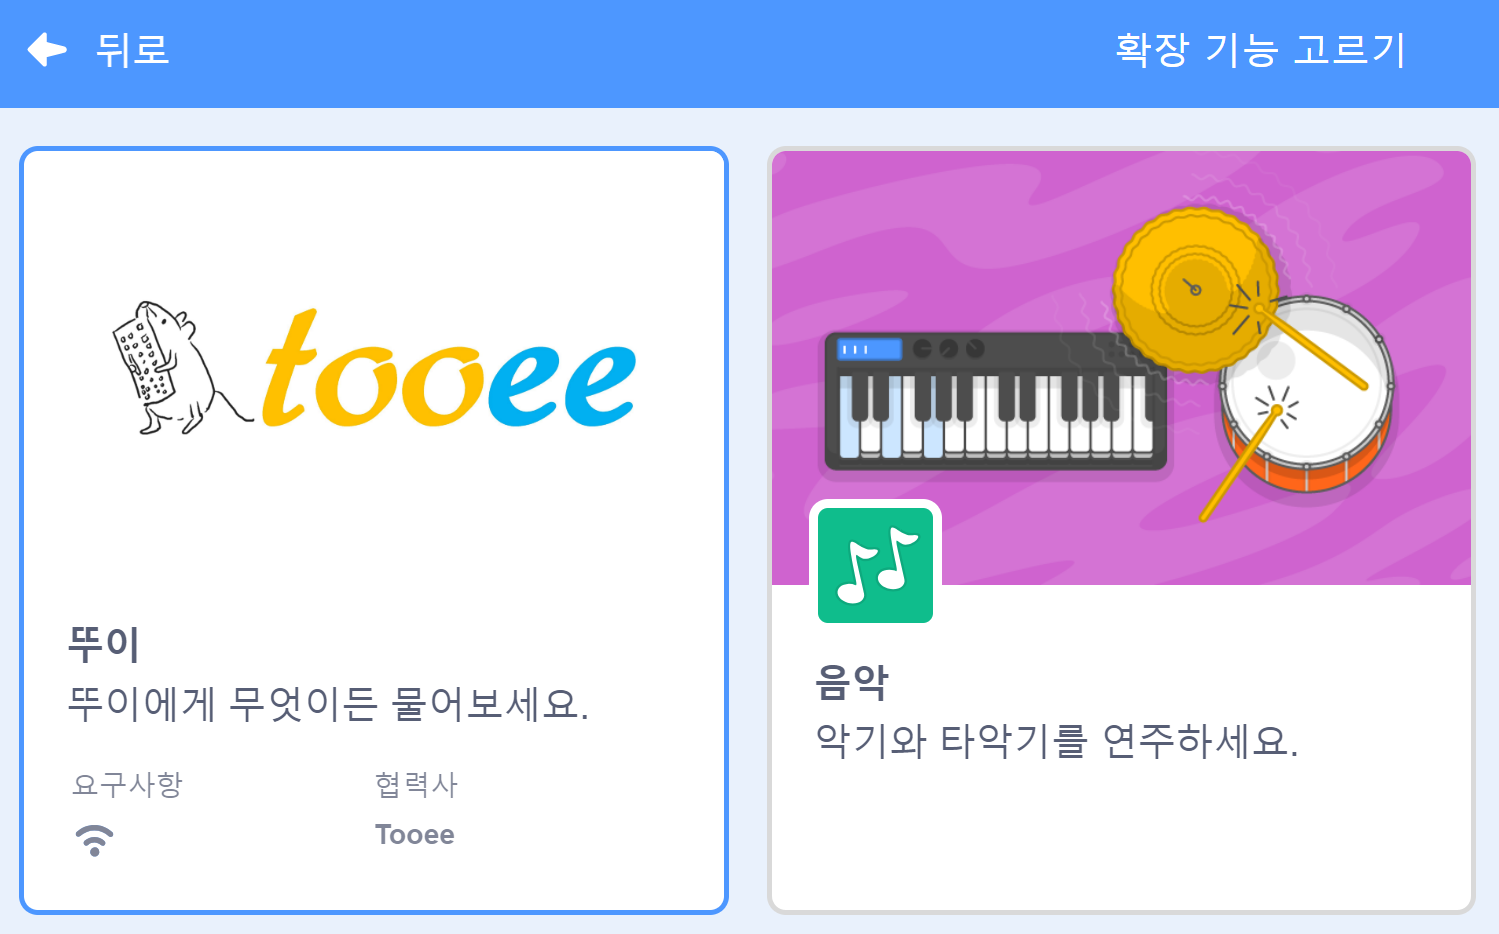 뒤로
확장 기능 고르기
tooee
뚜이
뚜이에게 무엇이든 물어보세요.
요구사항
협력사
Tooee
음악
악기와 타악기를 연주하세요.